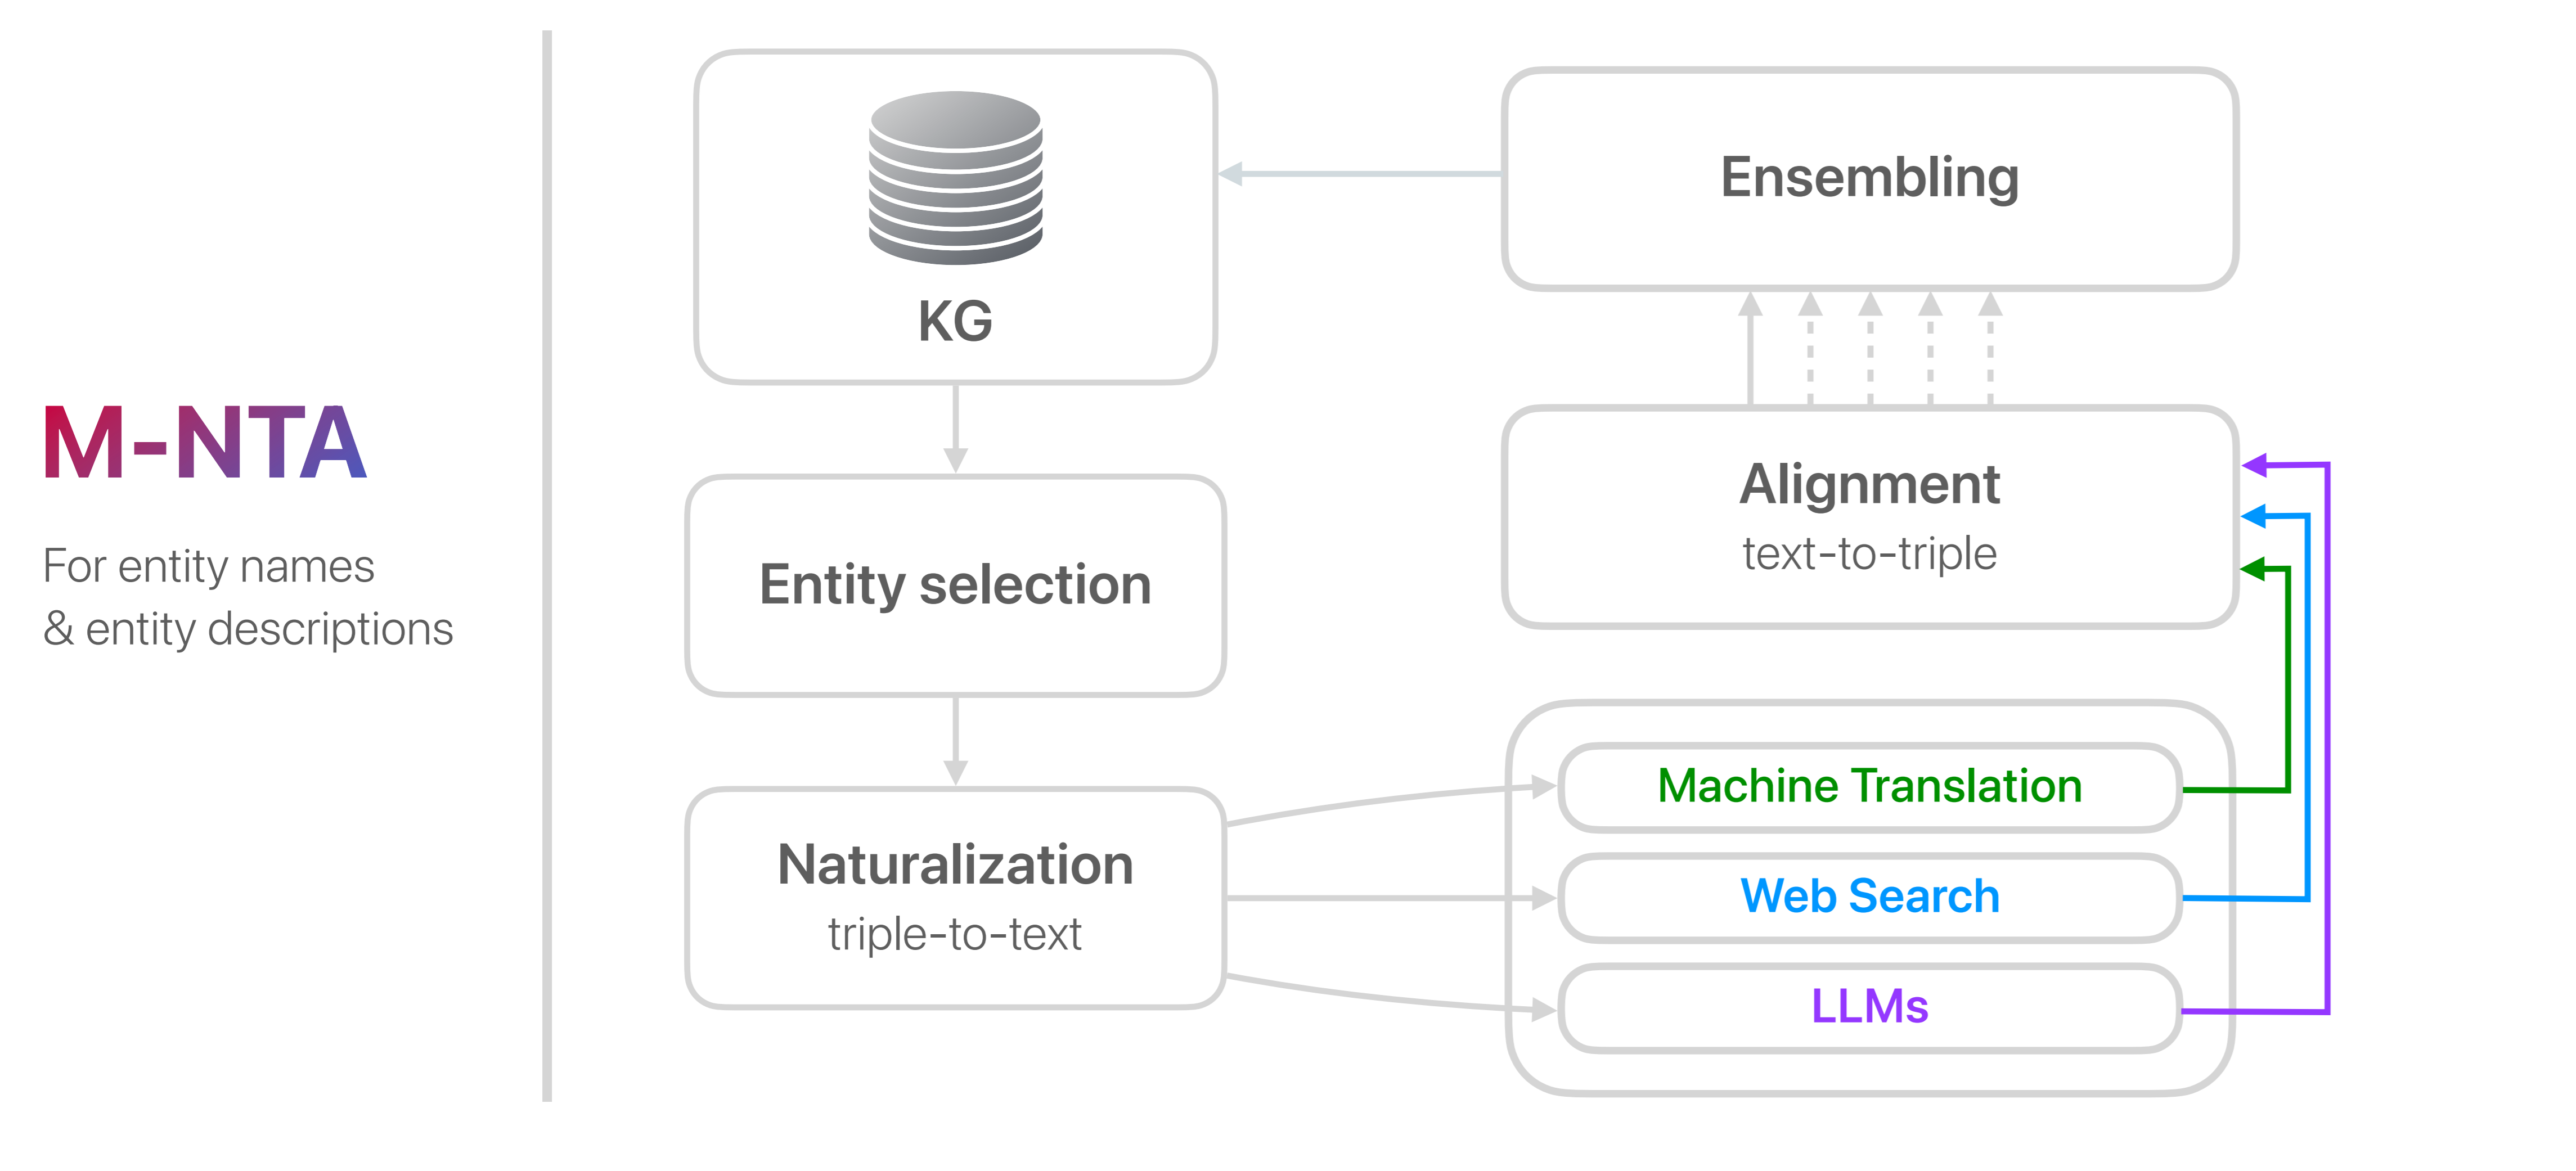 M-NTA
For entity names
& entity descriptions
KG
Entity selection
Naturalization
triple-to-text
Ensembling
Alignment
text-to-triple
Machine Translation
Web Search
LLMs